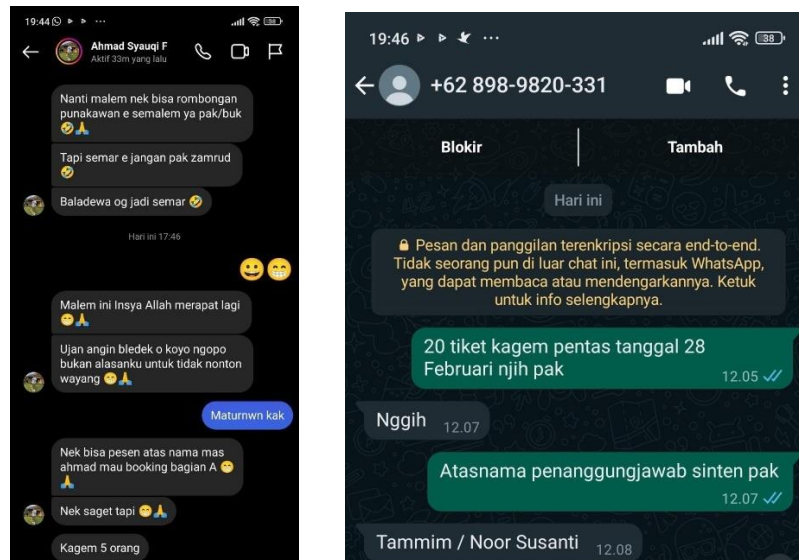 19:44
38
Ahmad Syauqi F
Aktif 33m yang lalu
Nanti malem nek bisa rombongan
punakawan e semalem ya pak/buk
🤣🙏
Tapi semar e jangan pak zamrud
🤣
Baladewa og jadi semar 🤣
Hari ini 17:46
😀😁
Malem ini Insya Allah merapat lagi
😁🙏
Ujan angin bledek o koyo ngopo
bukan alasanku untuk tidak nonton
wayang 😁🙏
Maturnwn kak
Nek bisa pesen atas nama mas
ahmad mau booking bagian A 😁
🙏
Nek saget tapi 😁🙏
Kagem 5 orang
19:46
38
+62 898-9820-331
Blokir
Tambah
Hari ini
Pesan dan panggilan terenkripsi secara end-to-end.
Tidak seorang pun di luar chat ini, termasuk WhatsApp,
yang dapat membaca atau mendengarkannya. Ketuk
untuk info selengkapnya.
20 tiket kagem pentas tanggal 28
Februari njih pak
12.05
Nggih 12.07
Atasnama penanggungjawab sinten pak
12.07
Tammim / Noor Susanti 12.08